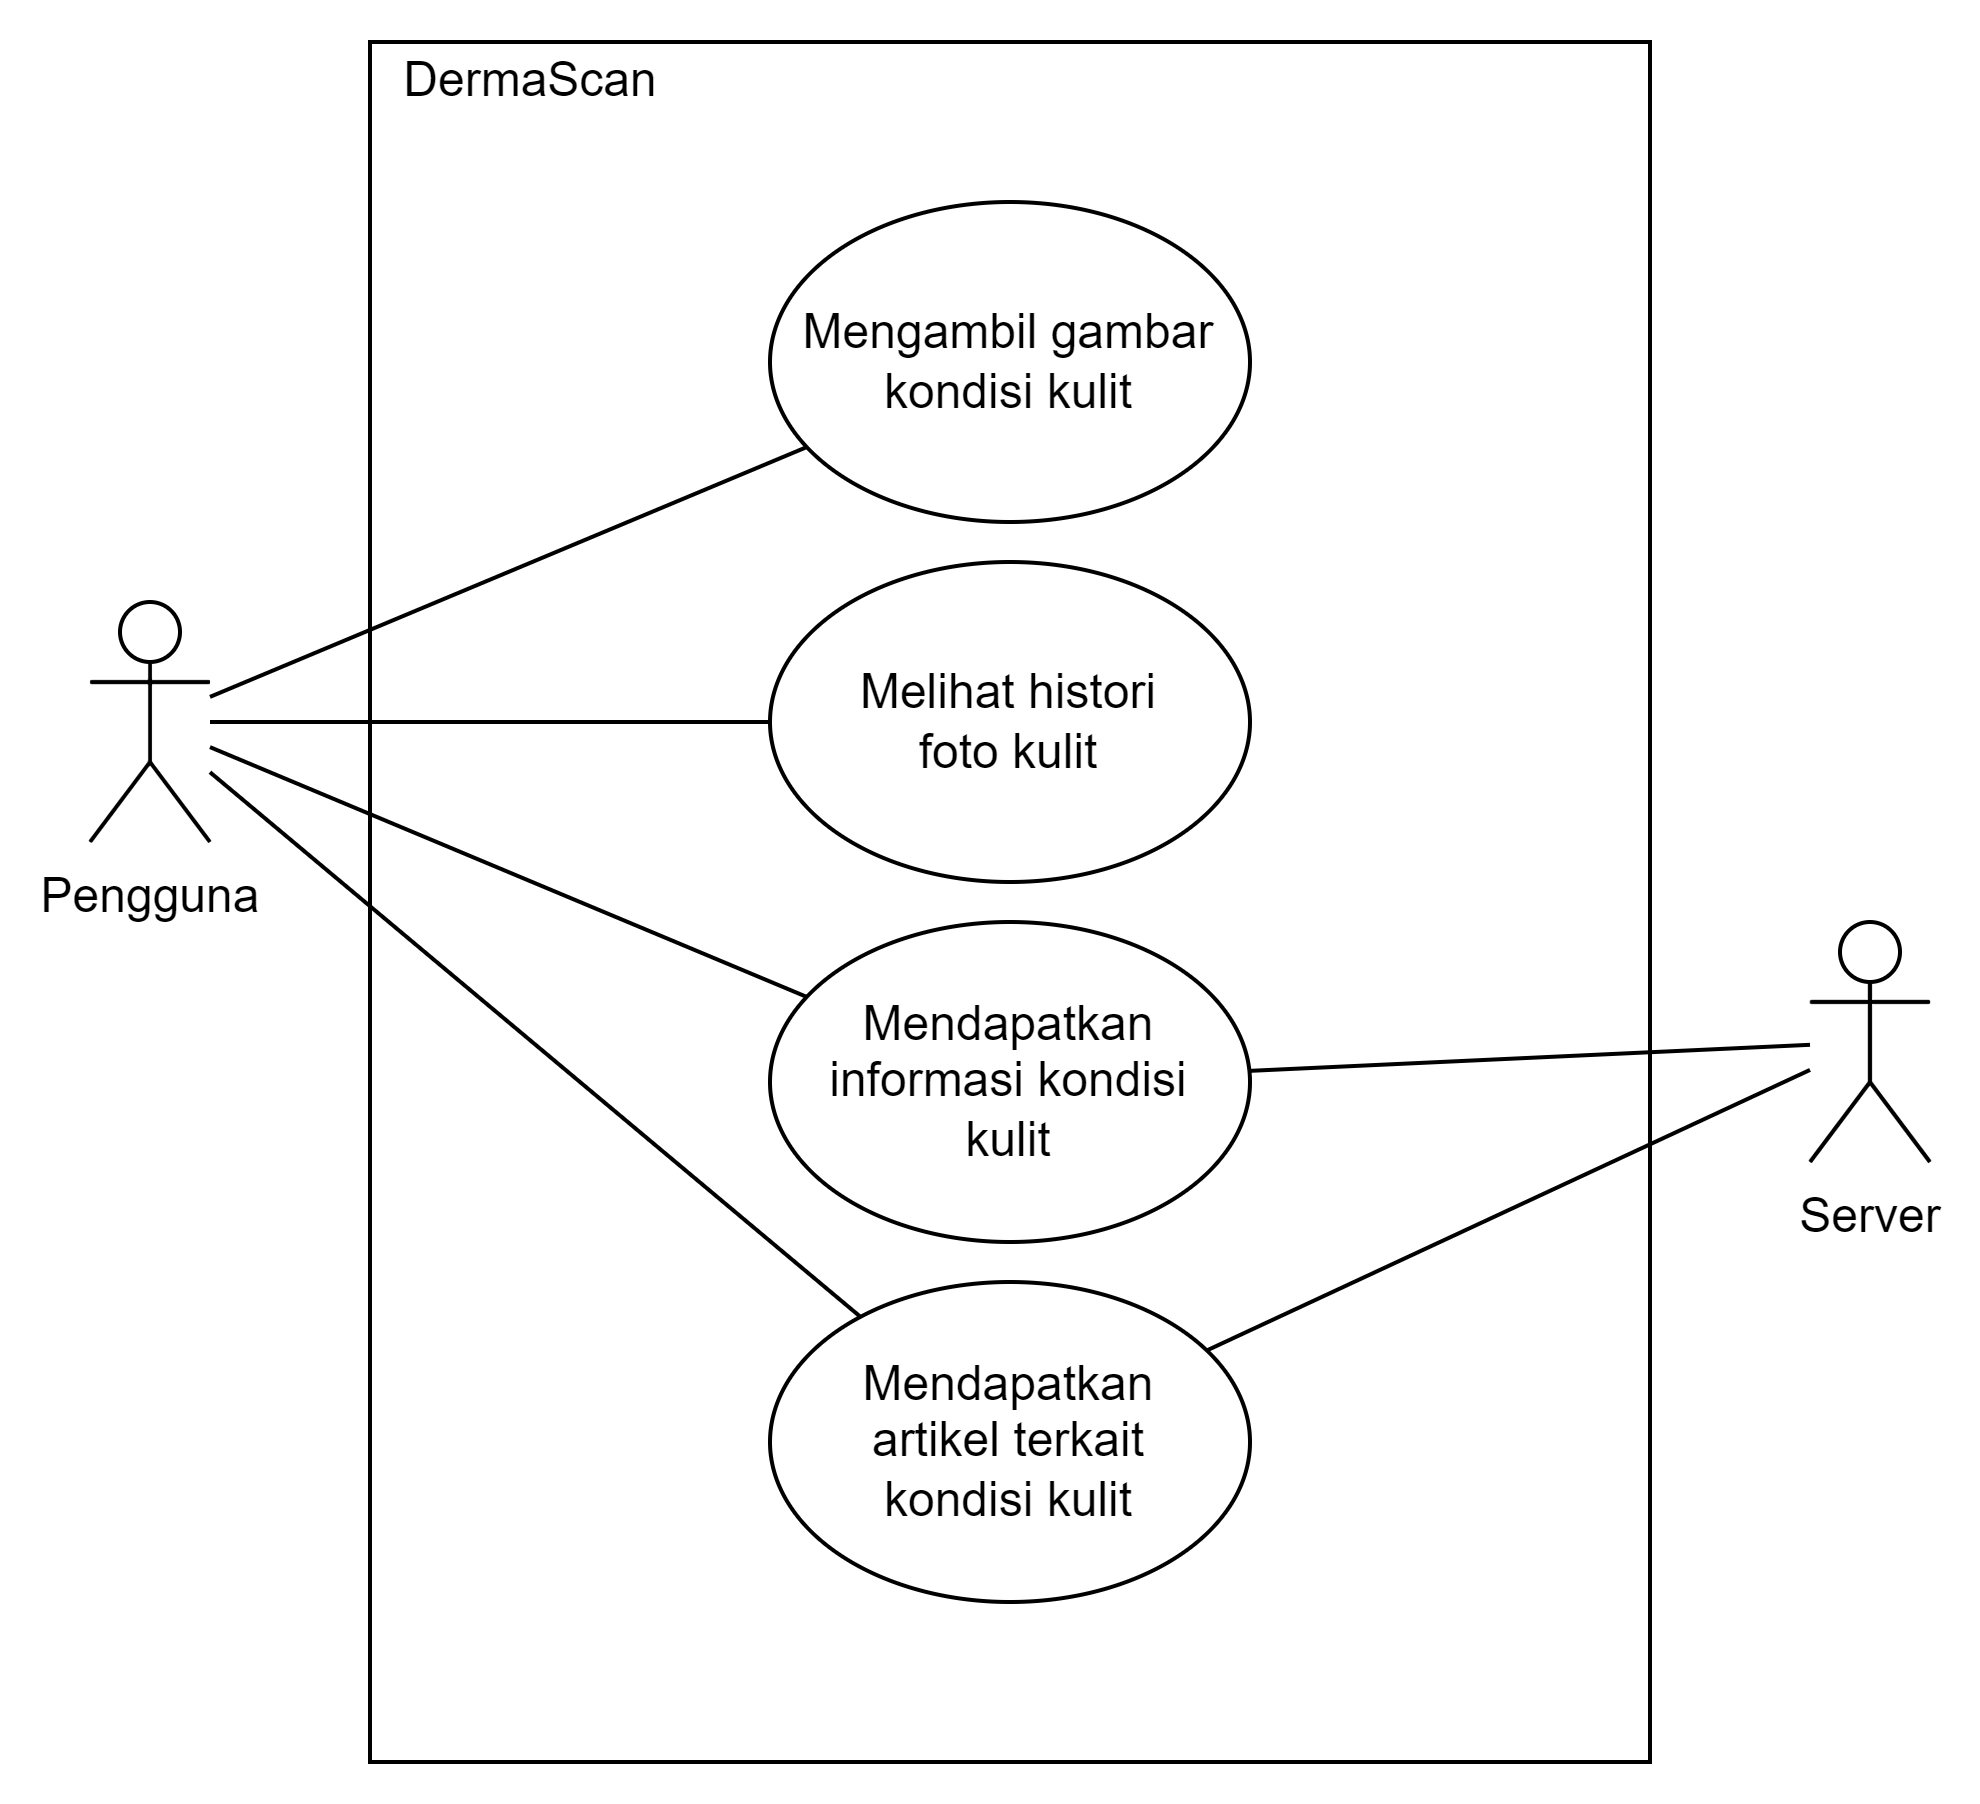 DermaScan
Mengambil gambar
kondisi kulit
Melihat histori
foto kulit
Pengguna
Mendapatkan
informasi kondisi
kulit
Server
Mendapatkan
artikel terkait
kondisi kulit